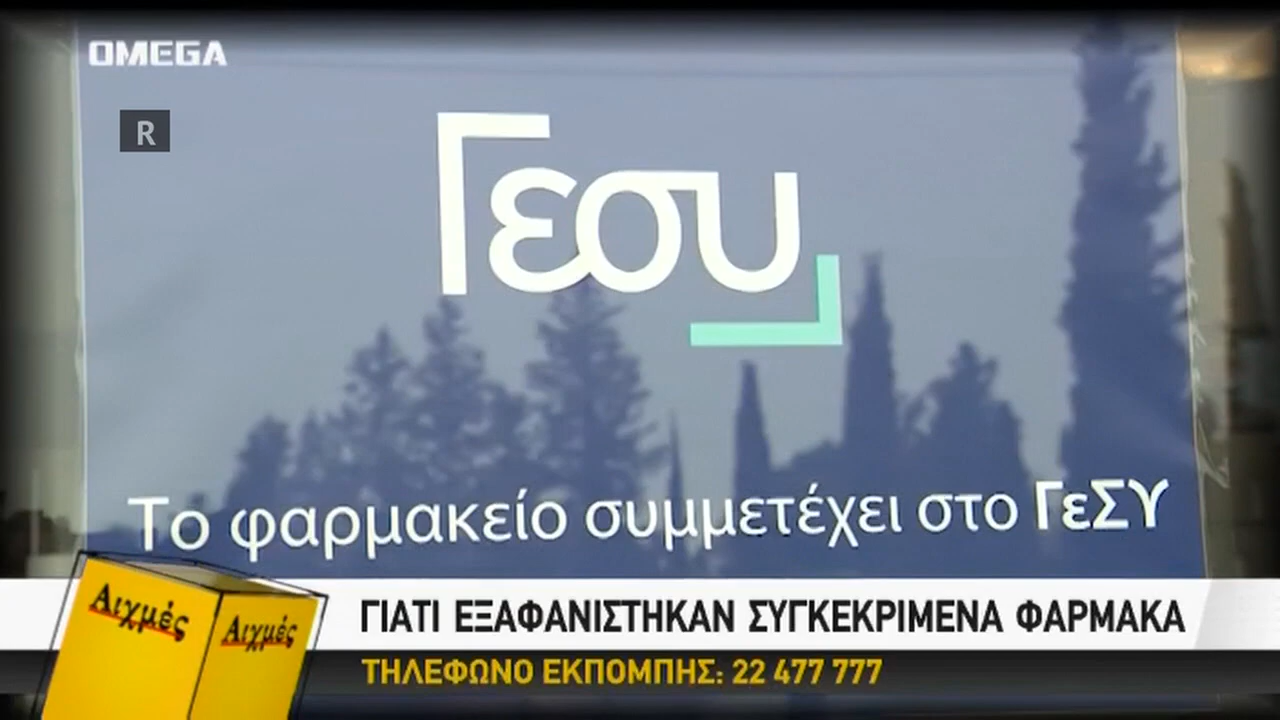 OMEGA
R
Γεσυ
Το φαρμακείο συμμετέχει στο ΓεΣΥ
Αιχμές
Αιχμές
ΓΙΑΤΙ ΕΞΑΦΑΝΙΣΤΗΚΑΝ ΣΥΓΚΕΚΡΙΜΕΝΑ ΦΑΡΜΑΚΑ
ΤΗΛΕΦΩΝΟ ΕΚΠΟΜΠΗΣ: 22 477 777